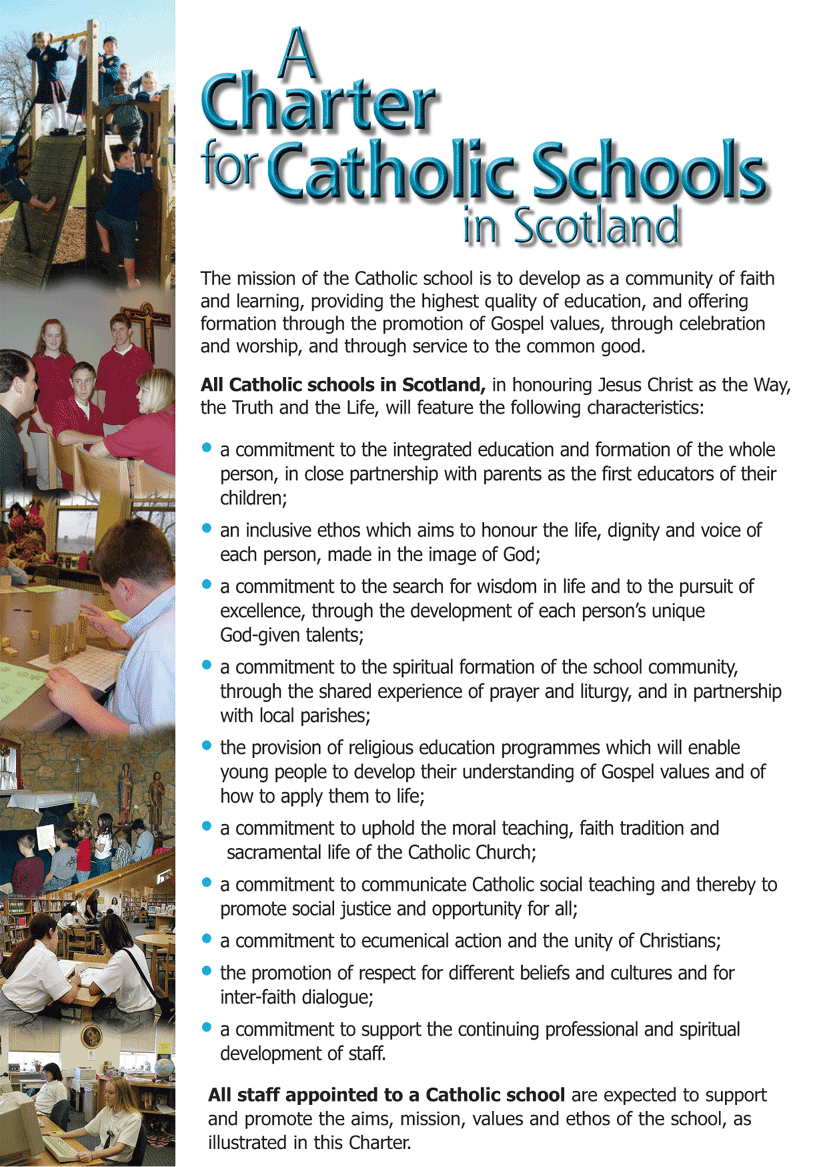 A
Charter
for Catholic Schools
in Scotland
The mission of the Catholic school is to develop as a community of faith
and learning, providing the highest quality of education, and offering
formation through the promotion of Gospel values, through celebration
and worship, and through service to the common good.
All Catholic schools in Scotland, in honouring Jesus Christ as the Way,
the Truth and the Life, will feature the following characteristics:
• a commitment to the integrated education and formation of the whole
person, in close partnership with parents as the first educators of their
children;
• an inclusive ethos which aims to honour the life, dignity and voice of
each person, made in the image of God;
• a commitment to the search for wisdom in life and to the pursuit of
excellence, through the development of each person's unique
God-given talents;
• a commitment to the spiritual formation of the school community,
through the shared experience of prayer and liturgy, and in partnership
with local parishes;
• the provision of religious education programmes which will enable
young people to develop their understanding of Gospel values and of
how to apply them to life;
• a commitment to uphold the moral teaching, faith tradition and
sacramental life of the Catholic Church;
• a commitment to communicate Catholic social teaching and thereby to
promote social justice and opportunity for all;
• a commitment to ecumenical action and the unity of Christians;
• the promotion of respect for different beliefs and cultures and for
inter-faith dialogue;
• a commitment to support the continuing professional and spiritual
development of staff.
All staff appointed to a Catholic school are expected to support
and promote the aims, mission, values and ethos of the school, as
illustrated in this Charter.